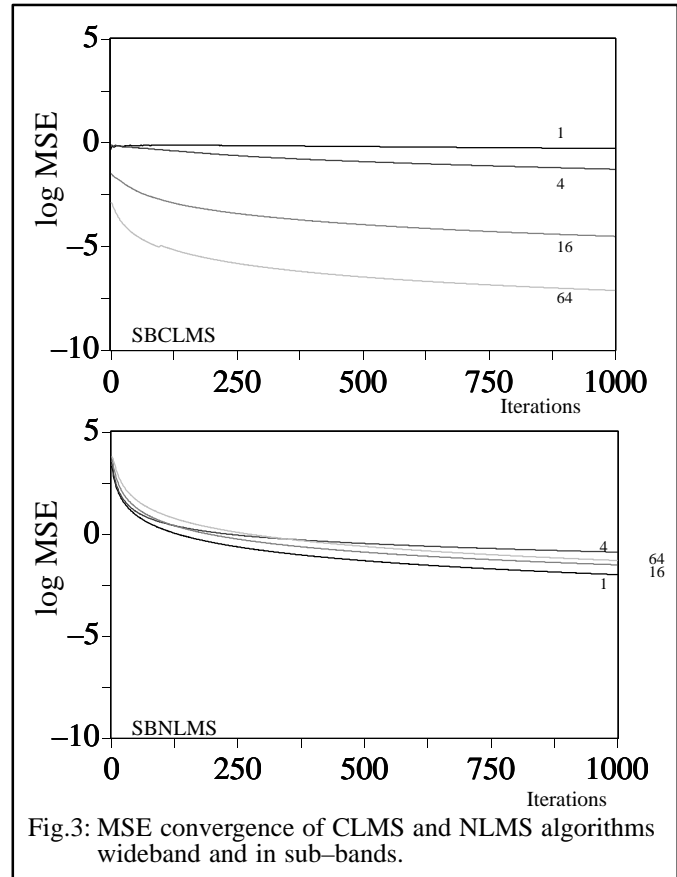 5
log MSE
0
1
4
−5
16
64
SBCLMS
−10
0 250 500 750 1000
Iterations
5
log MSE
0
4
64
16
1
−5
SBNLMS
−10
0 250 500 750 1000
Iterations
Fig.3: MSE convergence of CLMS and NLMS algorithms
wideband and in sub–bands.